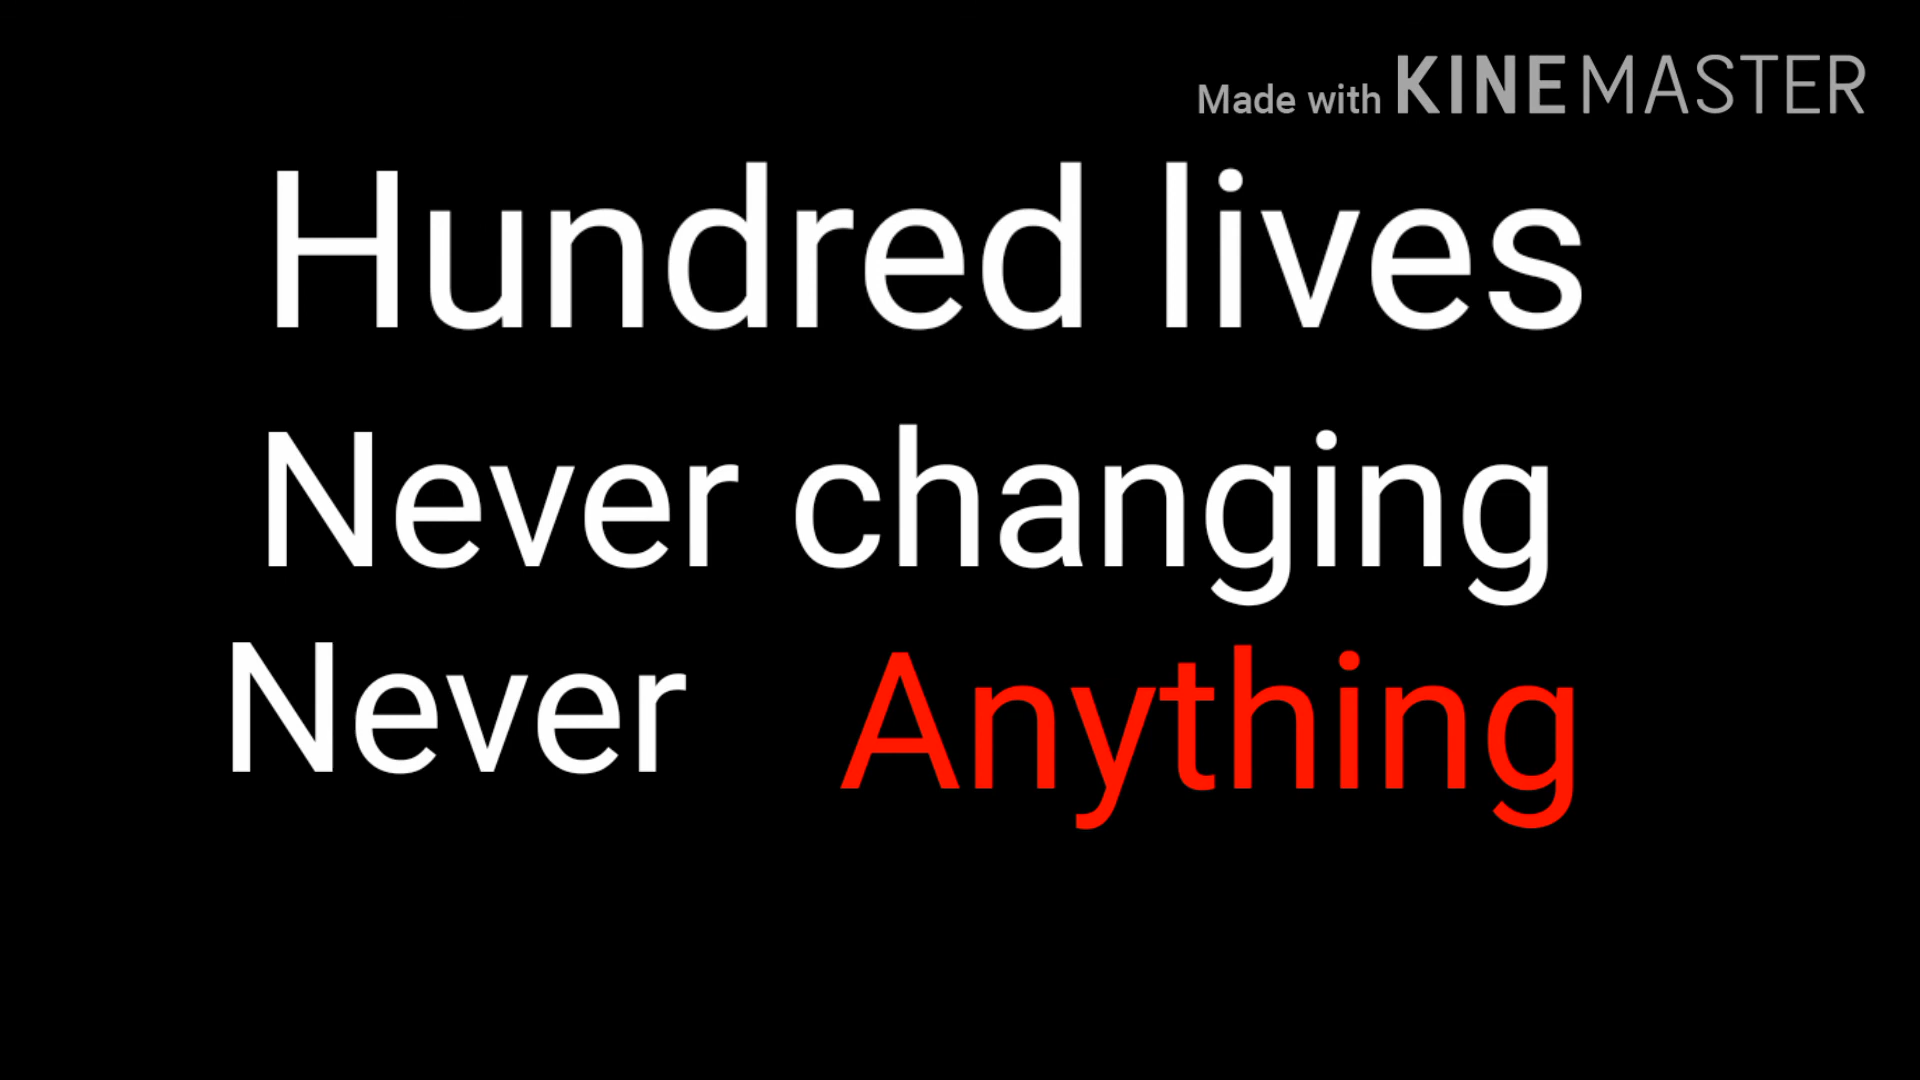 Made with KINEMASTER
Hundred lives
Never changing
Never Anything